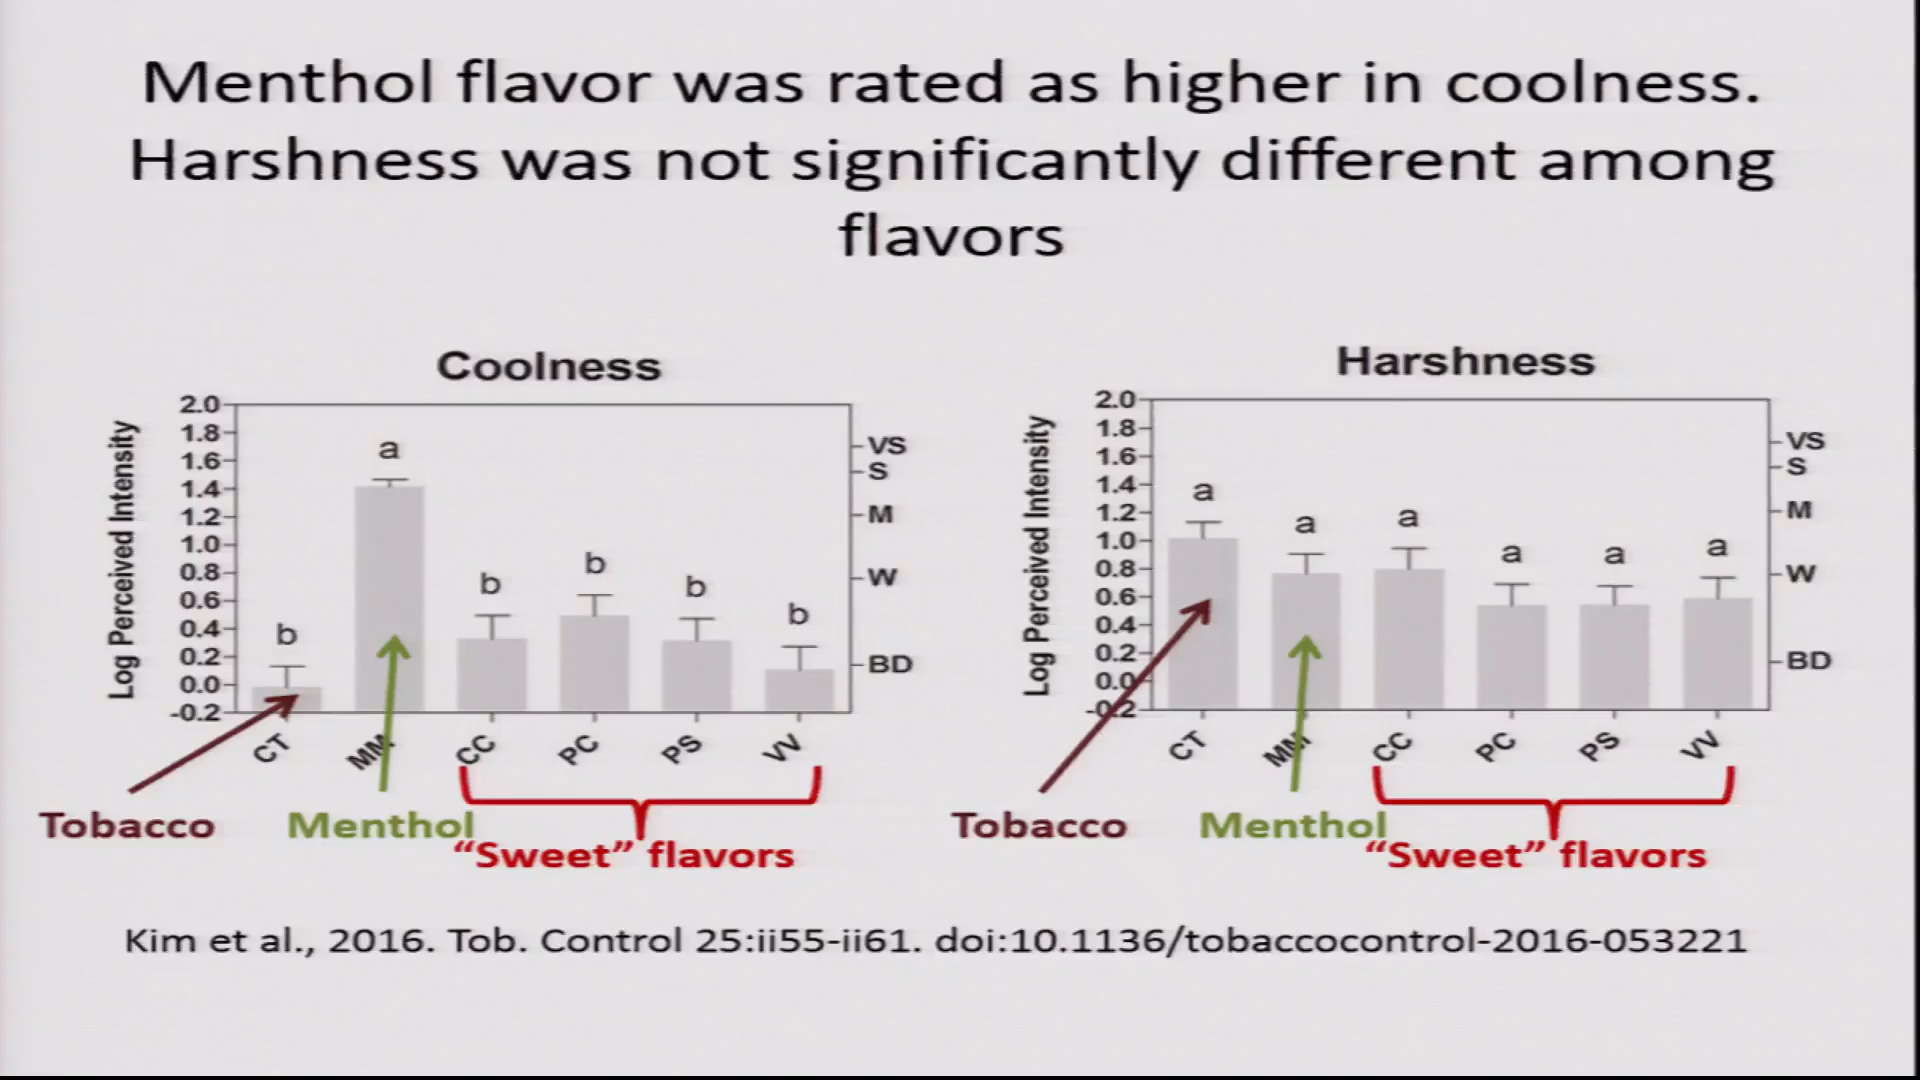 Menthol flavor was rated as higher in coolness.
Harshness was not significantly different among
flavors
Coolness
Log Perceived Intensity
2.0
1.8
1.6
1.4
1.2
1.0
0.8
0.6
0.4
0.2
0.0
-0.2
b
a
b
b
b
b
VS
S
M
W
BD
CT
MM
CC
PC
PS
VV
Tobacco
Menthol
“Sweet” flavors
Harshness
Log Perceived Intensity
2.0
1.8
1.6
1.4
1.2
1.0
0.8
0.6
0.4
0.2
0.0
-0.2
a
a
a
a
a
a
VS
S
M
W
BD
CT
MM
CC
PC
PS
VV
Tobacco
Menthol
“Sweet” flavors
Kim et al., 2016. Tob. Control 25:ii55-ii61. doi:10.1136/tobaccocontrol-2016-053221